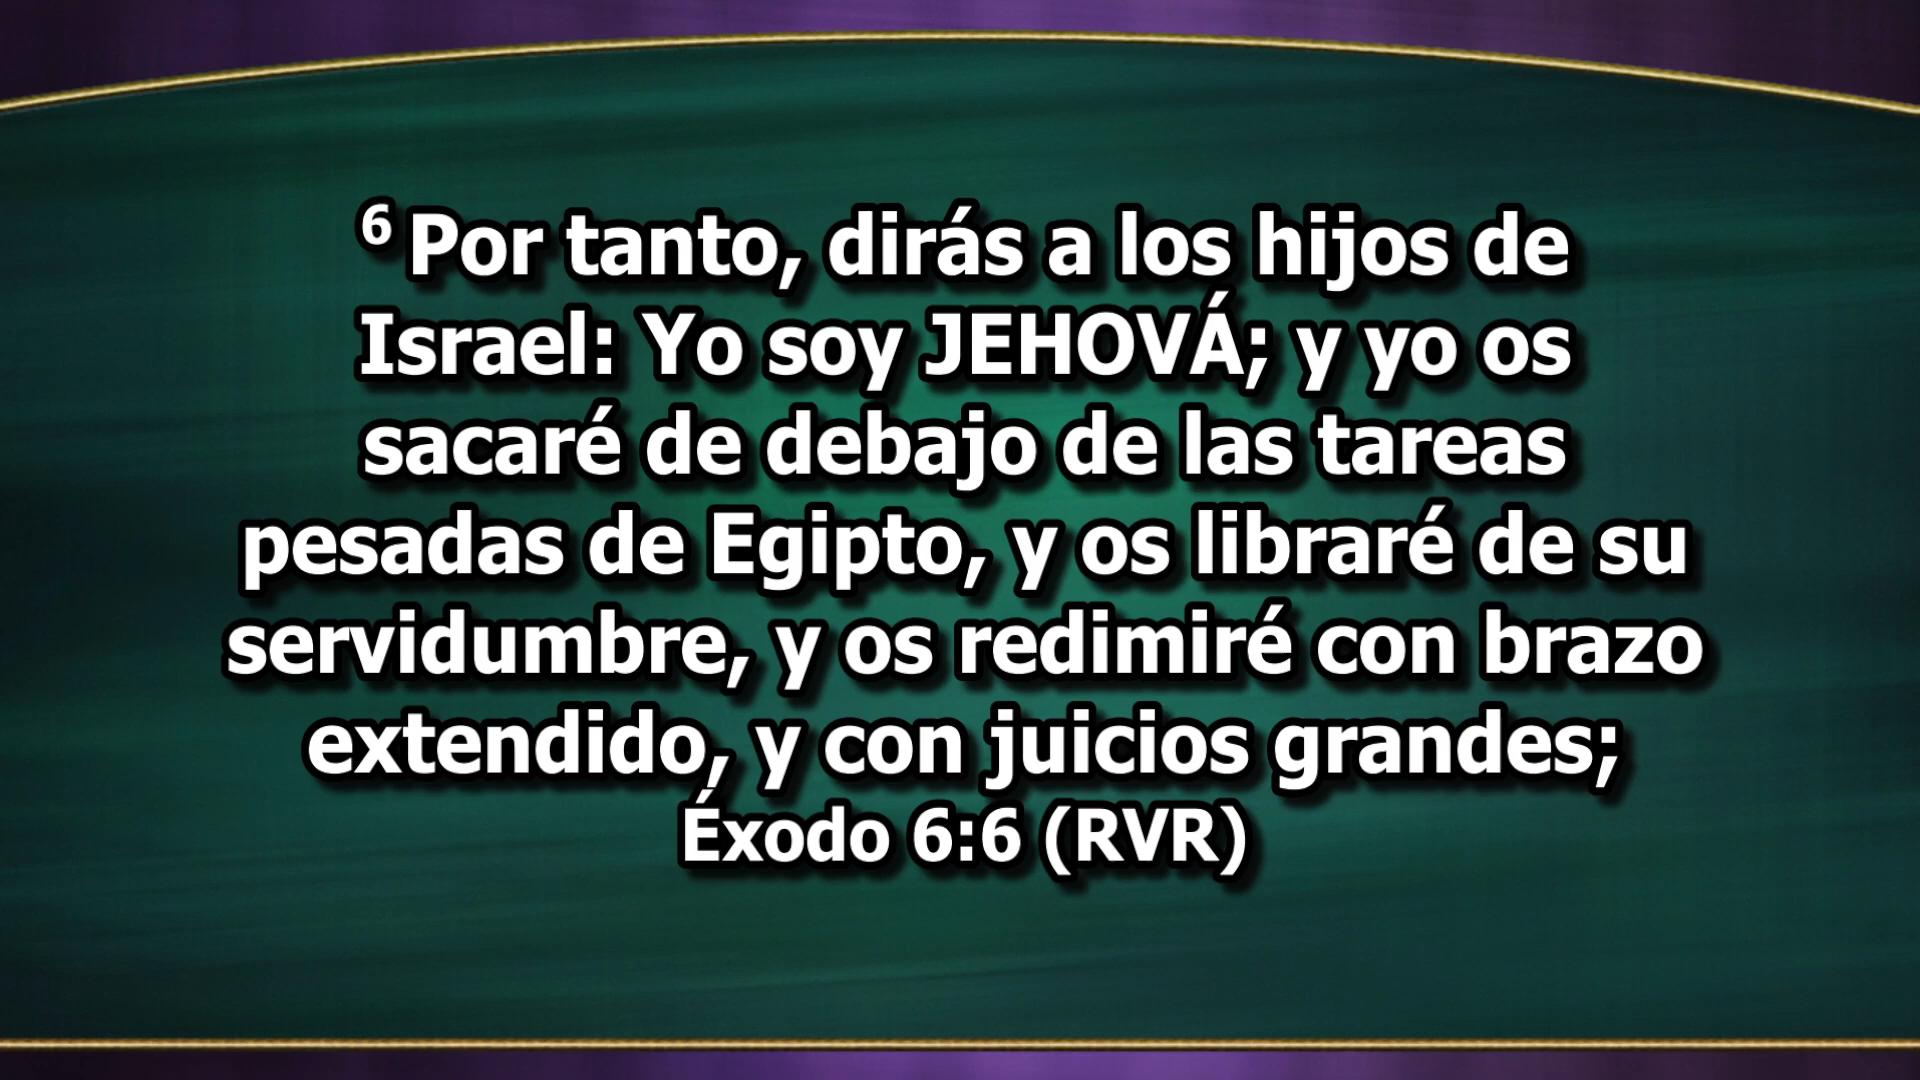 6 Por tanto, dirás a los hijos de
Israel: Yo soy JEHOVÁ; y yo os
sacaré de debajo de las tareas
pesadas de Egipto, y os libraré de su
servidumbre, y os redimiré con brazo
extendido, y con juicios grandes;
Éxodo 6:6 (RVR)